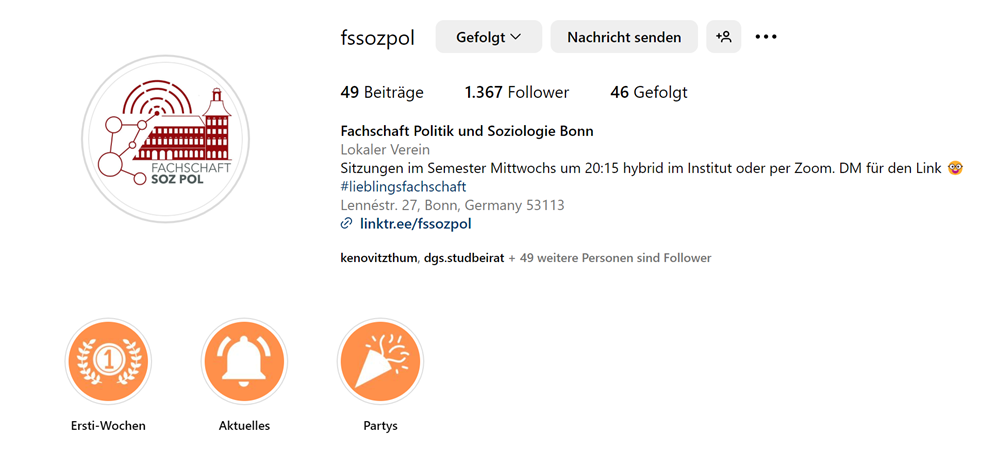 fssozpol Gefolgt Nachricht senden
49 Beiträge 1.367 Follower 46 Gefolgt
Fachschaft Politik und Soziologie Bonn
Lokaler Verein
Sitzungen im Semester Mittwochs um 20:15 hybrid im Institut oder per Zoom. DM für den Link 🤓
#lieblingsfachschaft
Lennéstr. 27, Bonn, Germany 53113
linktr.ee/fssozpol
kenovitzthum, dgs.studbeirat + 49 weitere Personen sind Follower
FACHSCHAFT
SOZ POL
1
Ersti-Wochen Aktuelles Partys